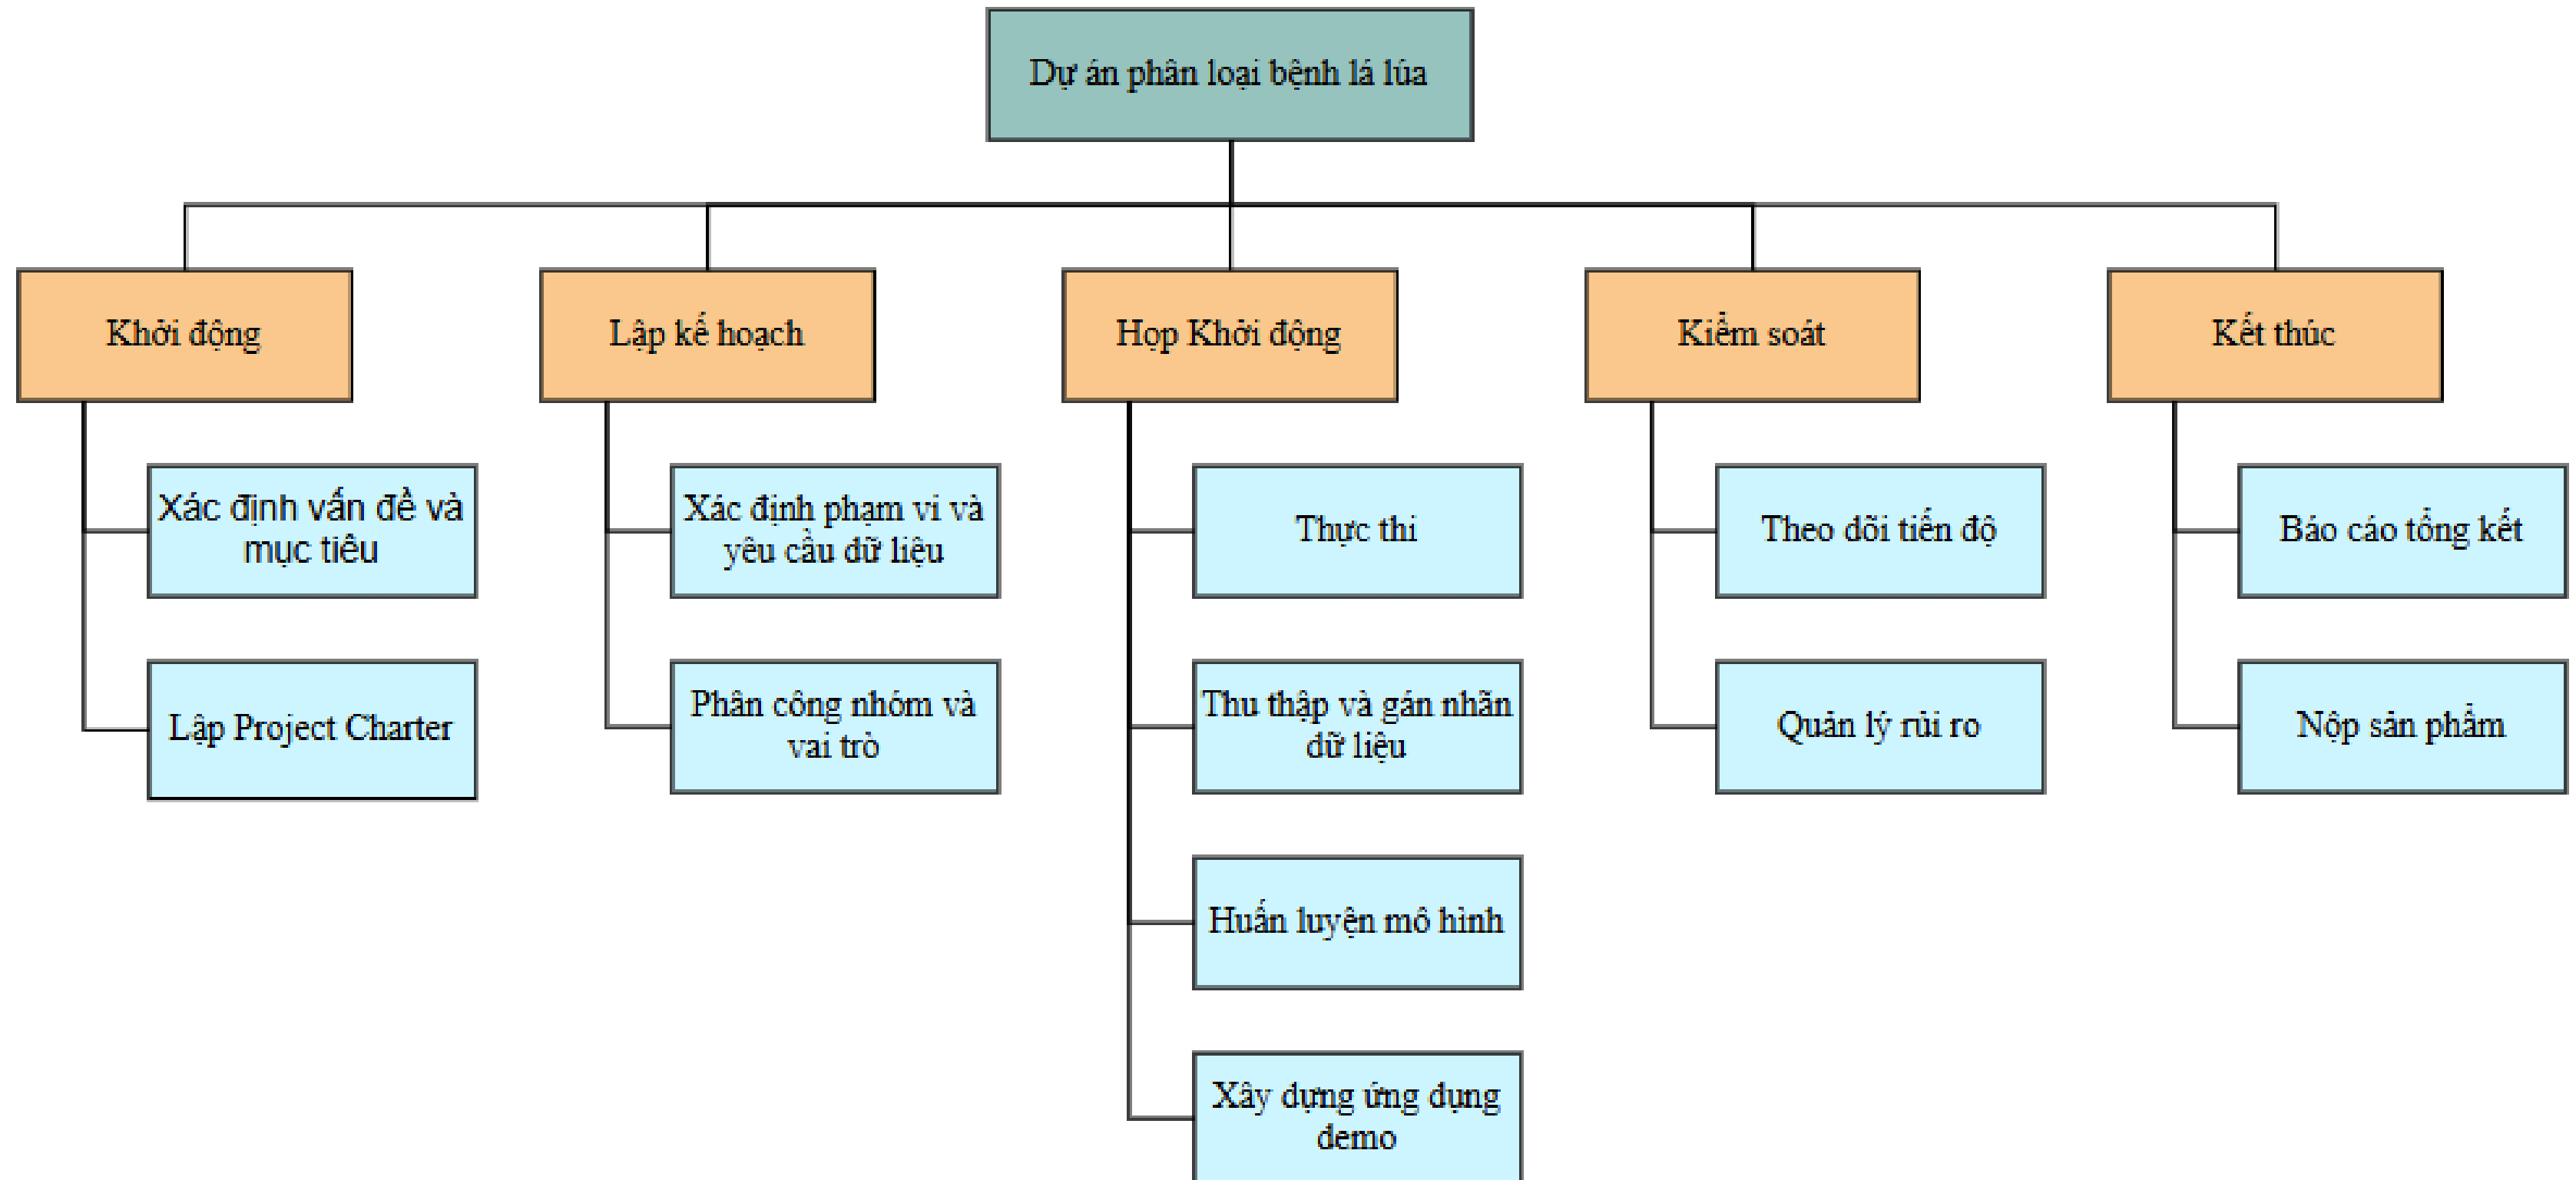 Dự án phân loại bệnh lá lúa
Khởi động
Lập kế hoạch
Họp Khởi động
Kiểm soát
Kết thúc
Xác định vấn đề và
mục tiêu
Lập Project Charter
Xác định phạm vi và
yêu cầu dữ liệu
Phân công nhóm và
vai trò
Thực thi
Thu thập và gán nhãn
dữ liệu
Huấn luyện mô hình
Xây dựng ứng dụng
demo
Theo dõi tiến độ
Quản lý rủi ro
Báo cáo tổng kết
Nộp sản phẩm